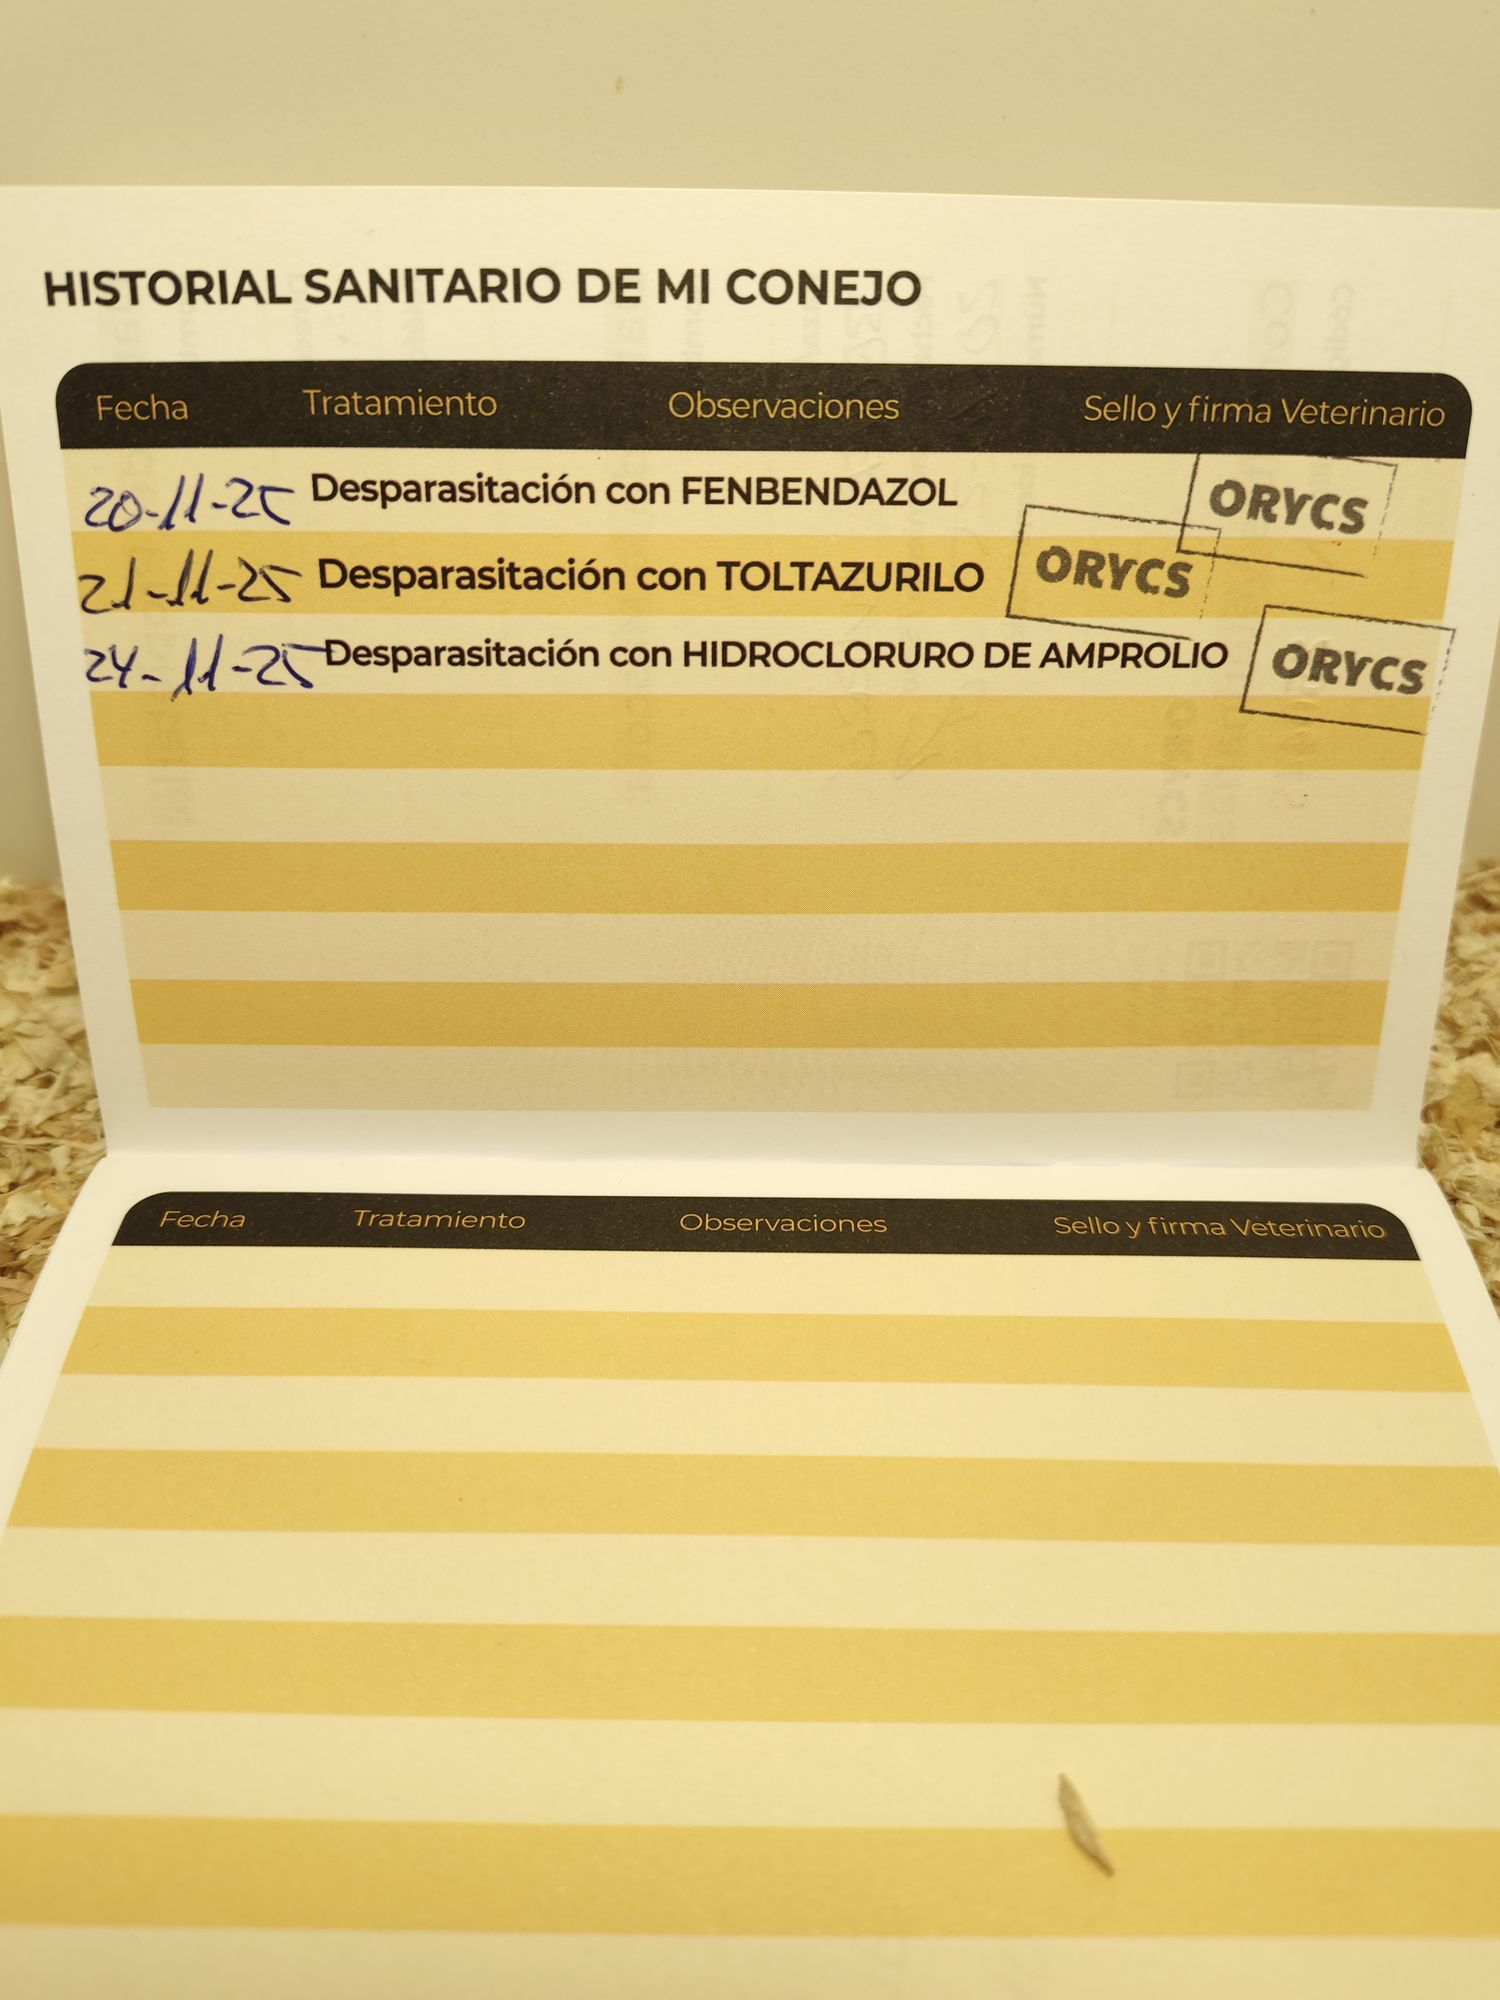 HISTORIAL SANITARIO DE MI CONEJO
Fecha Tratamiento Observaciones Sello y firma Veterinario
20-11-25 Desparasitación con FENBENDAZOL ORYCS
21-11-25 Desparasitación con TOLTAZURILO ORYCS
24-11-25 Desparasitación con HIDROCLORURO DE AMPROLIO ORYCS
Fecha Tratamiento Observaciones Sello y firma Veterinario